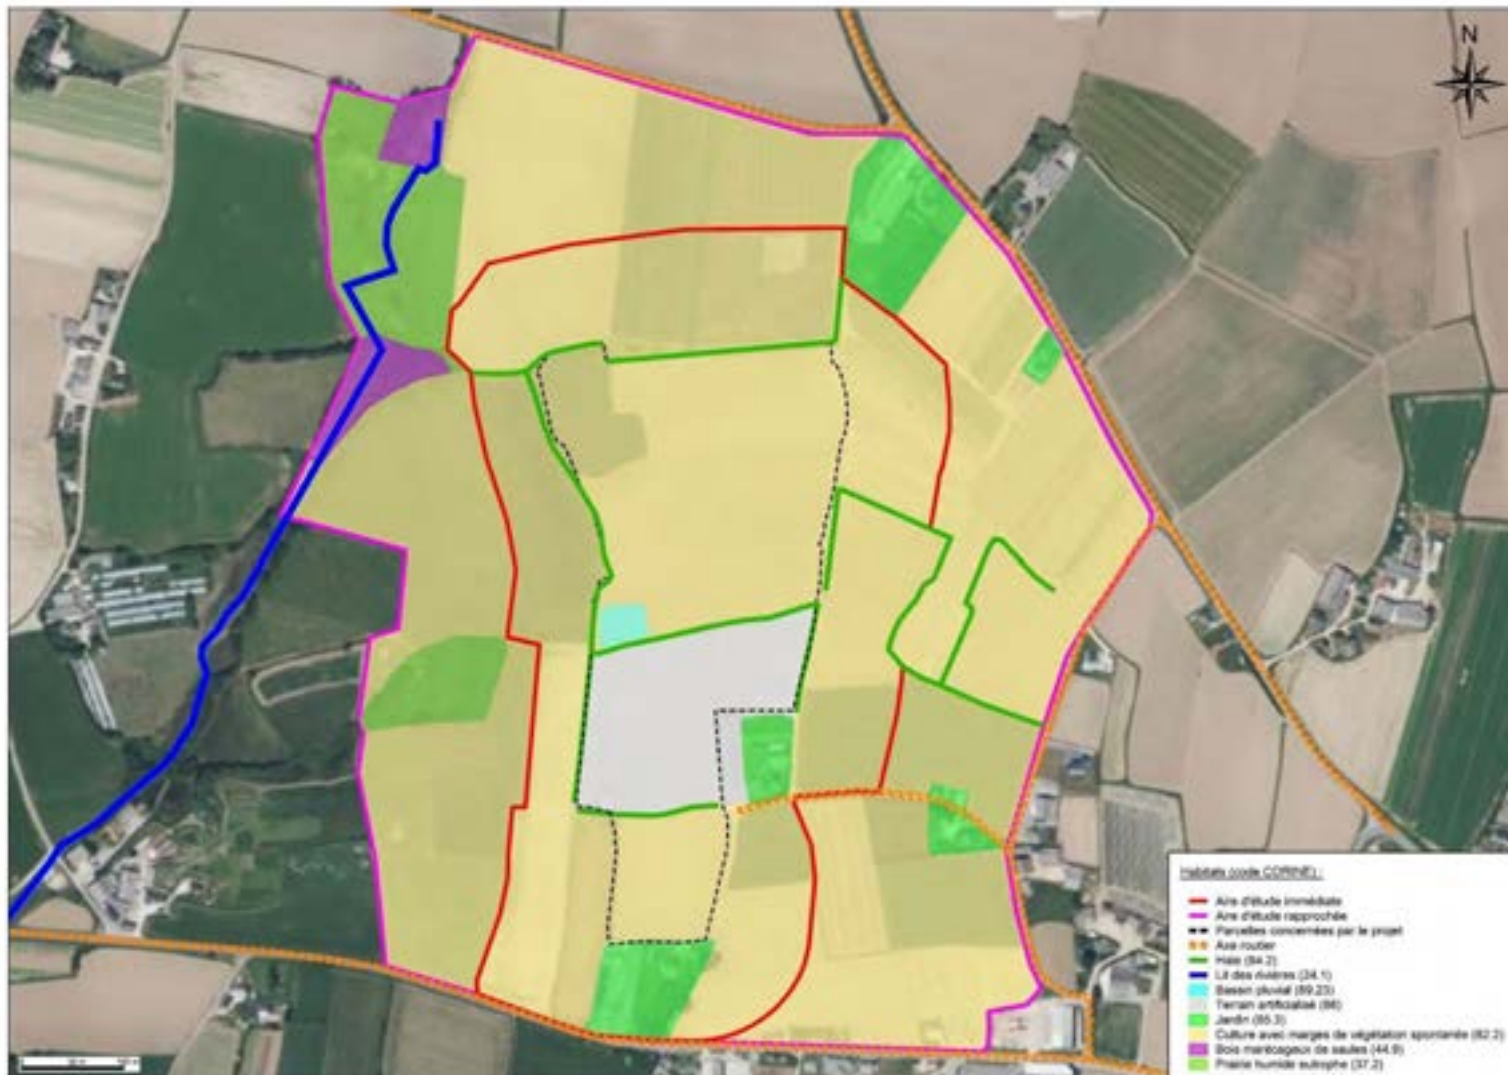 N
Habitats (code CORINE) :
Aire d'étude immédiate
Aire d'étude rapprochée
Parcelles concernées par le projet
Axe routier
Haie (84.2)
Lit des rivières (24.1)
Bassin pluvial (89.23)
Terrain artificialisé (86)
Jardin (85.3)
Culture avec marges de végétation spontanée (82.2)
Bois marécageux de saules (44.9)
Prairie humide eutrophe (37.2)